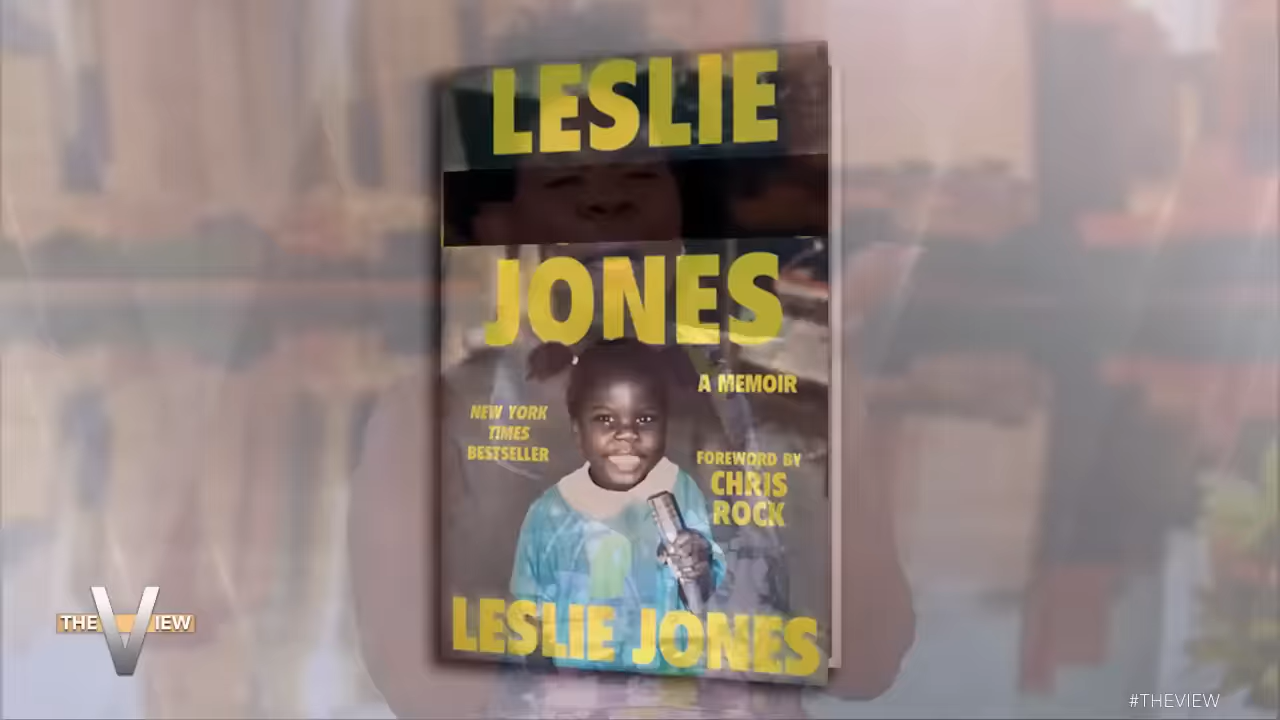 LESLIE
JONES
A MEMOIR
NEW YORK
TIMES
BESTSELLER
FOREWORD BY
CHRIS
ROCK
LESLIE JONES
THE VIEW
#THEVIEW